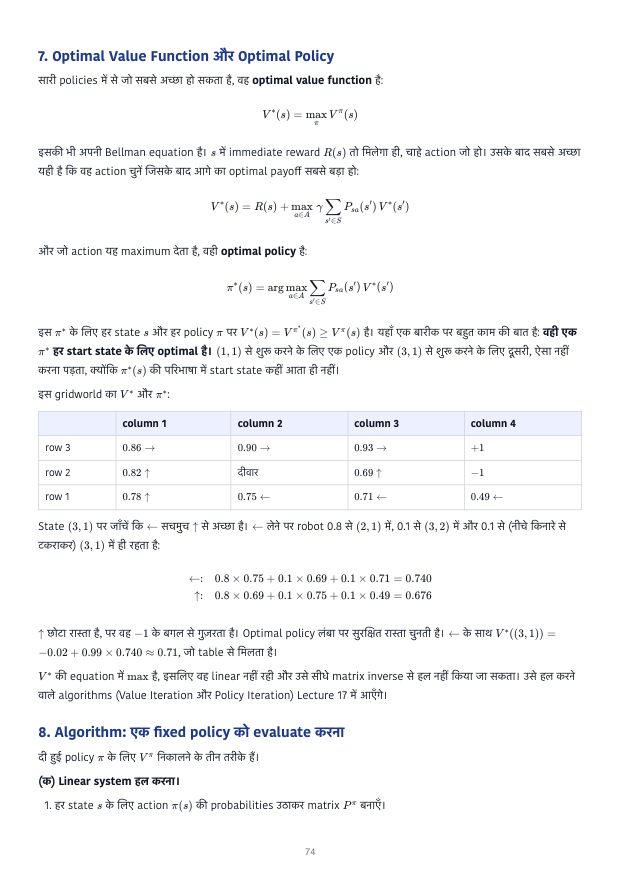 7. Optimal Value Function और Optimal Policy
सारी policies में से जो सबसे अच्छा हो सकता है, वह optimal value function है:
V*(s) = max_π V^π(s)
इसकी भी अपनी Bellman equation है। s में immediate reward R(s) तो मिलेगा ही, चाहे action जो हो। उसके बाद सबसे अच्छा
यही है कि वह action चुनें जिसके बाद आगे का optimal payoff सबसे बड़ा हो:
V*(s) = R(s) + max_{a∈A} γ ∑_{s′∈S} P_{sa}(s′) V*(s′)
और जो action यह maximum देता है, वही optimal policy है:
π*(s) = arg max_{a∈A} ∑_{s′∈S} P_{sa}(s′) V*(s′)
इस π* के लिए हर state s और हर policy π पर V*(s) = V^{π*}(s) ≥ V^π(s) है। यहाँ एक बारीक पर बहुत काम की बात है: वही एक
π* हर start state के लिए optimal है। (1, 1) से शुरू करने के लिए एक policy और (3, 1) से शुरू करने के लिए दूसरी, ऐसा नहीं
करना पड़ता, क्योंकि π*(s) की परिभाषा में start state कहीं आता ही नहीं।
इस gridworld का V* और π*:
column 1 column 2 column 3 column 4
row 3 0.86 → 0.90 → 0.93 → +1
row 2 0.82 ↑ दीवार 0.69 ↑ −1
row 1 0.78 ↑ 0.75 ← 0.71 ← 0.49 ←
State (3, 1) पर जाँचें कि ← सचमुच ↑ से अच्छा है। ← लेने पर robot 0.8 से (2, 1) में, 0.1 से (3, 2) में और 0.1 से (नीचे किनारे से
टकराकर) (3, 1) में ही रहता है:
←: 0.8 × 0.75 + 0.1 × 0.69 + 0.1 × 0.71 = 0.740
↑: 0.8 × 0.69 + 0.1 × 0.75 + 0.1 × 0.49 = 0.676
↑ छोटा रास्ता है, पर वह −1 के बगल से गुज़रता है। Optimal policy लंबा पर सुरक्षित रास्ता चुनती है। ← के साथ V*((3, 1)) =
−0.02 + 0.99 × 0.740 ≈ 0.71, जो table से मिलता है।
V* की equation में max है, इसलिए वह linear नहीं रही और उसे सीधे matrix inverse से हल नहीं किया जा सकता। उसे हल करने
वाले algorithms (Value Iteration और Policy Iteration) Lecture 17 में आएँगे।
8. Algorithm: एक fixed policy को evaluate करना
दी हुई policy π के लिए V^π निकालने के तीन तरीके हैं।
(क) Linear system हल करना।
1. हर state s के लिए action π(s) की probabilities उठाकर matrix P^π बनाएँ।
74